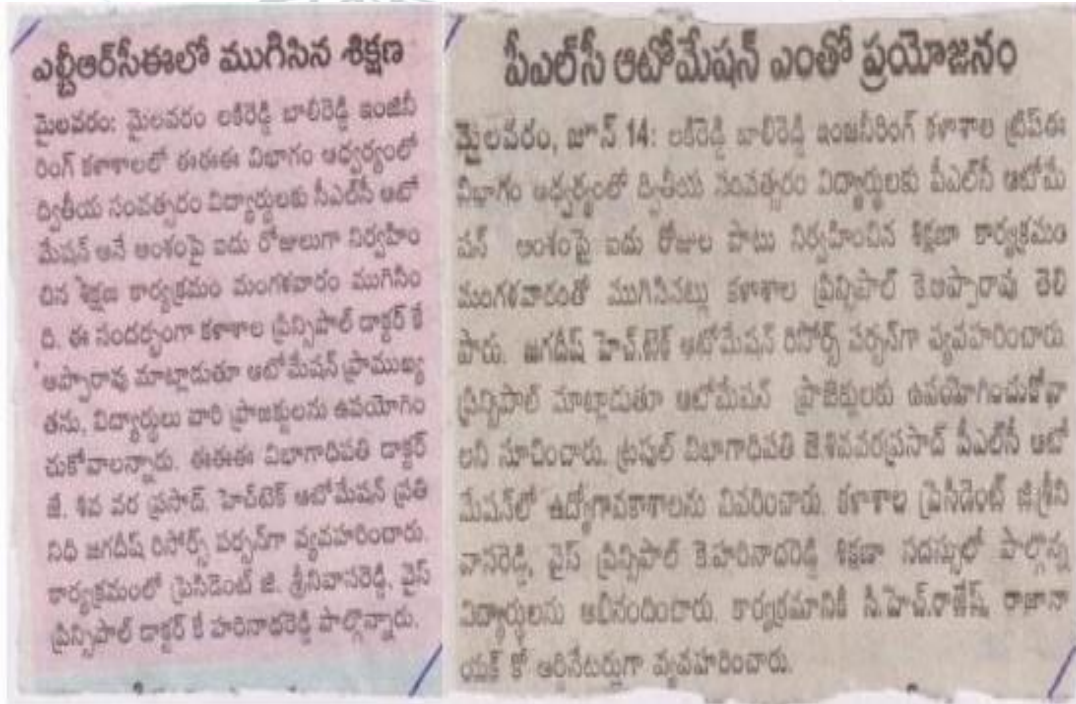 ఎల్బీఆర్‌సీఈలో ముగిసిన శిక్షణ
మైలవరం: మైలవరం లకిరెడ్డి బాలిరెడ్డి ఇంజినీ
రింగ్ కళాశాలలో ఈఈఈ విభాగం ఆధ్వర్యంలో
ద్వితీయ సంవత్సరం విద్యార్థులకు సీఎల్‌సీ ఆటో
మేషన్ అనే అంశంపై ఐదు రోజులుగా నిర్వహిం
చిన శిక్షణ కార్యక్రమం మంగళవారం ముగిసిం
ది. ఈ సందర్భంగా కళాశాల ప్రిన్సిపాల్ డాక్టర్ కే
అప్పారావు మాట్లాడుతూ ఆటోమేషన్ ప్రాముఖ్య
తను, విద్యార్థులు వారి ప్రాజక్టులను ఉపయోగిం
చుకోవాలన్నారు. ఈఈఈ విభాగాధిపతి డాక్టర్
జే. శివ వర ప్రసాద్, హెచ్‌టెక్ ఆటోమేషన్ ప్రతి
నిధి జగదీష్ రిసోర్స్ పర్సన్‌గా వ్యవహరించారు.
కార్యక్రమంలో ప్రెసిడెంట్ జి. శ్రీనివాసరెడ్డి, వైస్
ప్రిన్సిపాల్ డాక్టర్ కే హరినాథరెడ్డి పాల్గొన్నారు.
పీఎల్‌సీ ఆటోమేషన్ ఎంతో ప్రయోజనం
మైలవరం, జూన్ 14: లకిరెడ్డి బాలిరెడ్డి ఇంజనీరింగ్ కళాశాల ట్రిపుల్‌ఈ
విభాగం ఆధ్వర్యంలో ద్వితీయ సంవత్సరం విద్యార్థులకు పీఎల్‌సీ ఆటోమే
షన్ అంశంపై ఐదు రోజుల పాటు నిర్వహించిన శిక్షణా కార్యక్రమం
మంగళవారంతో ముగిసినట్లు కళాశాల ప్రిన్సిపాల్ కె.అప్పారావు తెలి
పారు. జగదీష్ హెచ్.టెక్ ఆటోమేషన్ రిసోర్స్ పర్సన్‌గా వ్యవహరించారు.
ప్రిన్సిపాల్ మాట్లాడుతూ ఆటోమేషన్ ప్రాజెక్టులకు ఉపయోగించుకోవా
లని సూచించారు. ట్రిపుల్ విభాగాధిపతి జె.శివవరప్రసాద్ పీఎల్‌సీ ఆటో
మేషన్‌లో ఉద్యోగావకాశాలను వివరించారు. కళాశాల ప్రెసిడెంట్ జి.శ్రీని
వాసరెడ్డి, వైస్ ప్రిన్సిపాల్ కె.హరినాథరెడ్డి శిక్షణా సదస్సులో పాల్గొన్న
విద్యార్థులను అభినందించారు. కార్యక్రమానికి సి.హెచ్.రాజేష్, రాజానా
యక్ కో ఆర్డినేటర్లుగా వ్యవహరించారు.